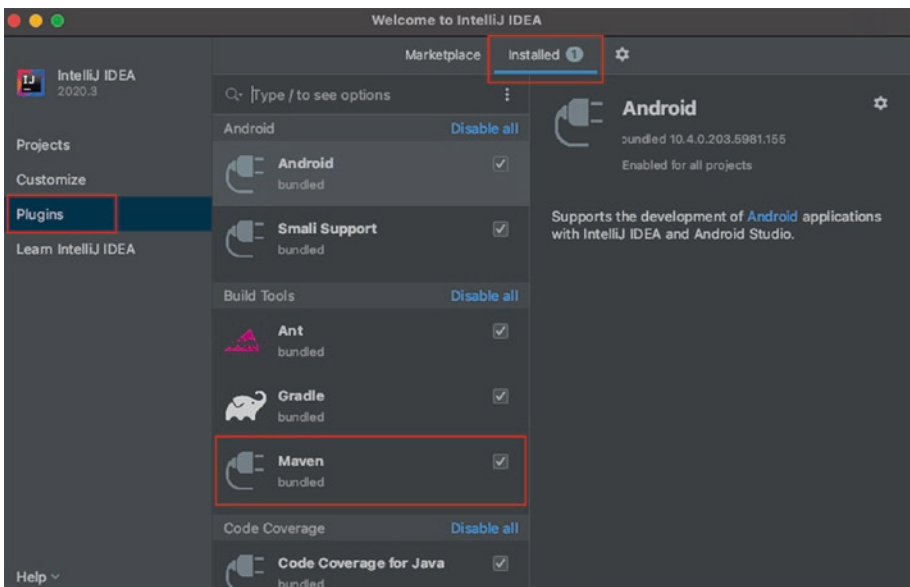 Welcome to IntelliJ IDEA
IntelliJ IDEA
2020.3
Projects
Customize
Plugins
Learn IntelliJ IDEA
Help
Marketplace
Installed 1
Type / to see options
Android Disable all
Android
bundled
Smali Support
bundled
Build Tools Disable all
Ant
bundled
Gradle
bundled
Maven
bundled
Code Coverage Disable all
Code Coverage for Java
bundled
Android
bundled 10.4.0.203.5981.155
Enabled for all projects
Supports the development of Android applications
with IntelliJ IDEA and Android Studio.